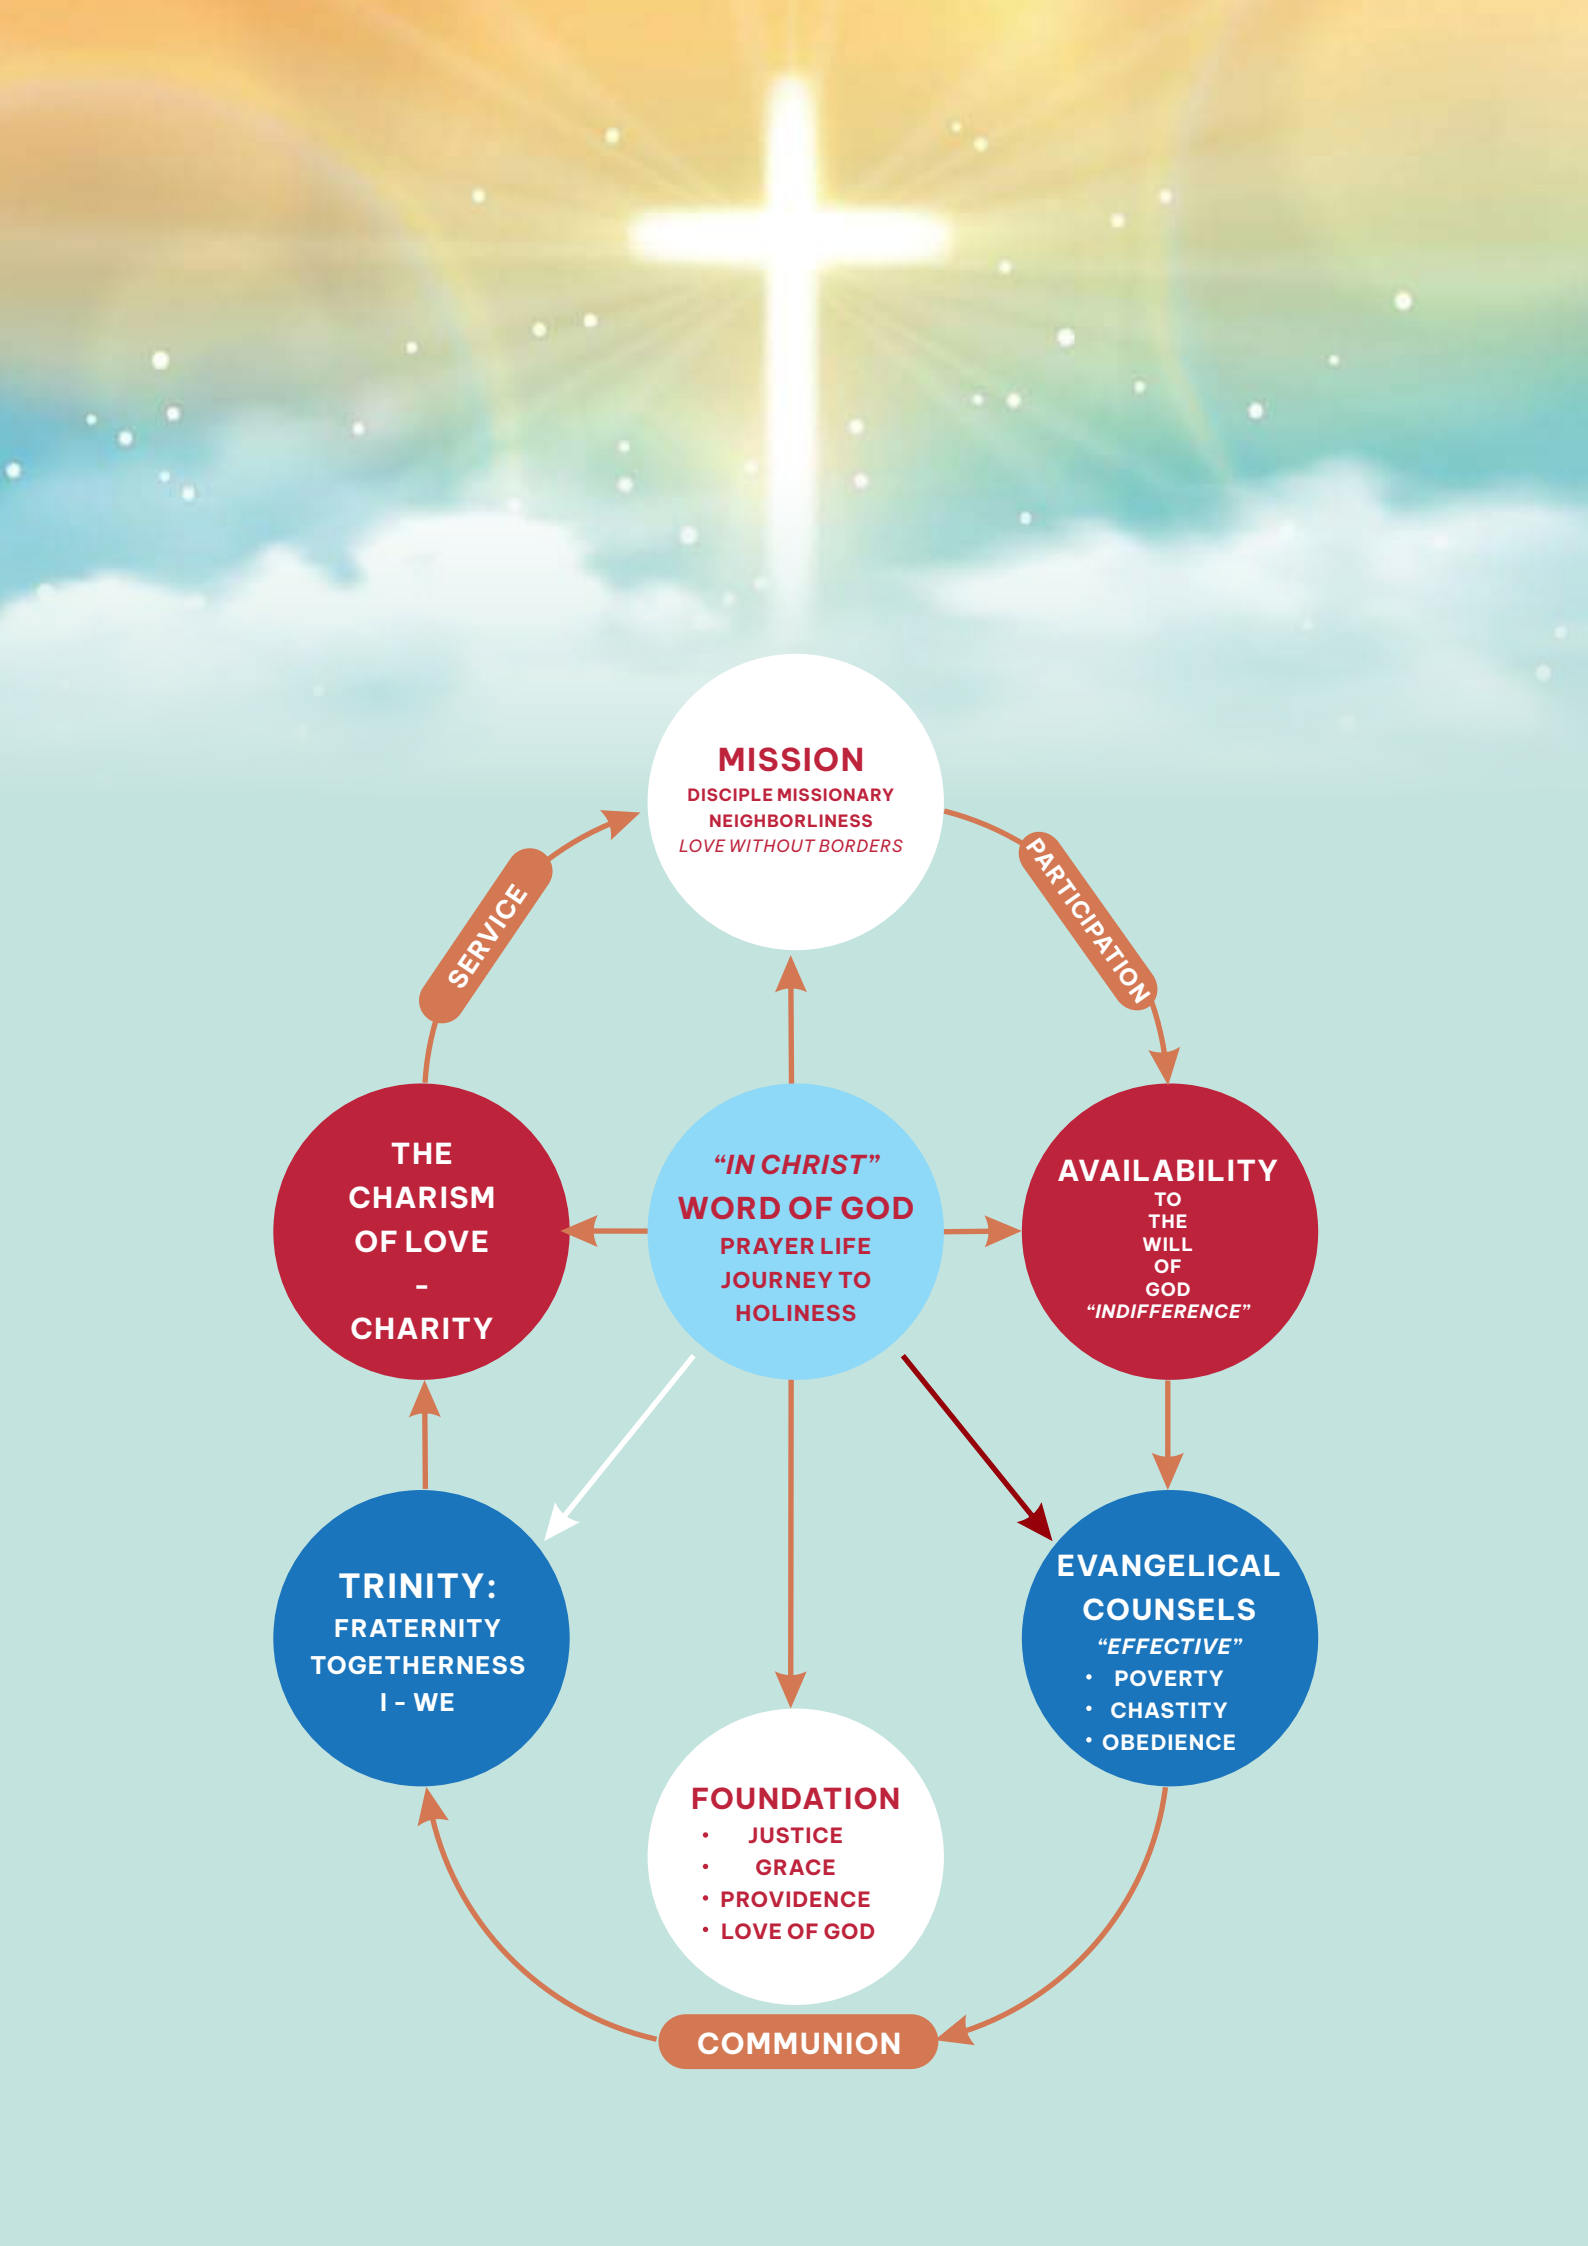 MISSION
DISCIPLE MISSIONARY
NEIGHBORLINESS
LOVE WITHOUT BORDERS
SERVICE
PARTICIPATION
THE
CHARISM
OF LOVE
-
CHARITY
“IN CHRIST”
WORD OF GOD
PRAYER LIFE
JOURNEY TO
HOLINESS
AVAILABILITY
TO
THE
WILL
OF
GOD
“INDIFFERENCE”
TRINITY:
FRATERNITY
TOGETHERNESS
I - WE
EVANGELICAL
COUNSELS
“EFFECTIVE”
• POVERTY
• CHASTITY
• OBEDIENCE
FOUNDATION
• JUSTICE
• GRACE
• PROVIDENCE
• LOVE OF GOD
COMMUNION